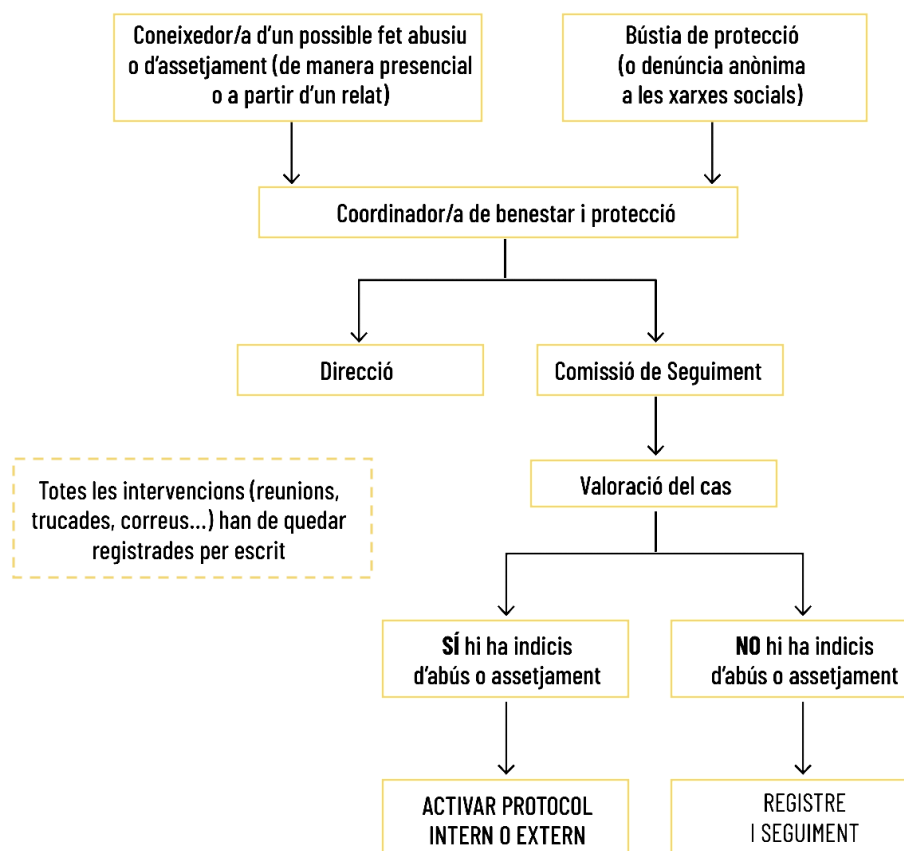 Coneixedor/a d’un possible fet abusiu
o d’assetjament (de manera presencial
o a partir d’un relat)
Bústia de protecció
(o denúncia anònima
a les xarxes socials)
Coordinador/a de benestar i protecció
Direcció
Comissió de Seguiment
Totes les intervencions (reunions,
trucades, correus...) han de quedar
registrades per escrit
Valoració del cas
SÍ hi ha indicis
d’abús o assetjament
NO hi ha indicis
d’abús o assetjament
ACTIVAR PROTOCOL
INTERN O EXTERN
REGISTRE
I SEGUIMENT